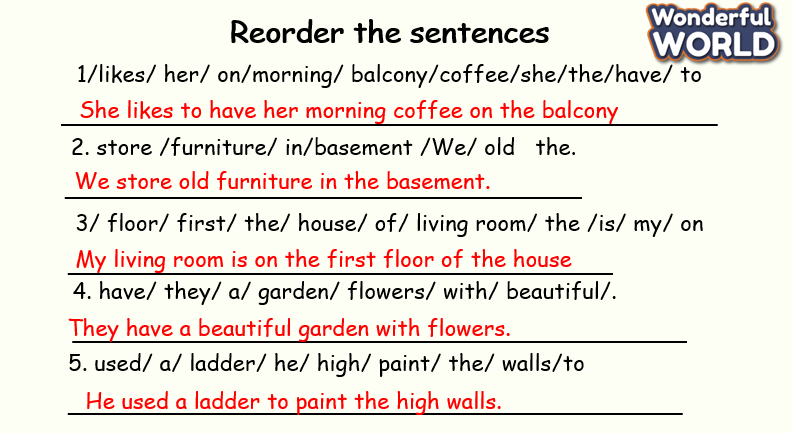 Reorder the sentences
Wonderful
WORLD
1/likes/ her/ on/morning/ balcony/coffee/she/the/have/ to
She likes to have her morning coffee on the balcony
2. store /furniture/ in/basement /We/ old the.
We store old furniture in the basement.
3/ floor/ first/ the/ house/ of/ living room/ the /is/ my/ on
My living room is on the first floor of the house
4. have/ they/ a/ garden/ flowers/ with/ beautiful/.
They have a beautiful garden with flowers.
5. used/ a/ ladder/ he/ high/ paint/ the/ walls/to
He used a ladder to paint the high walls.